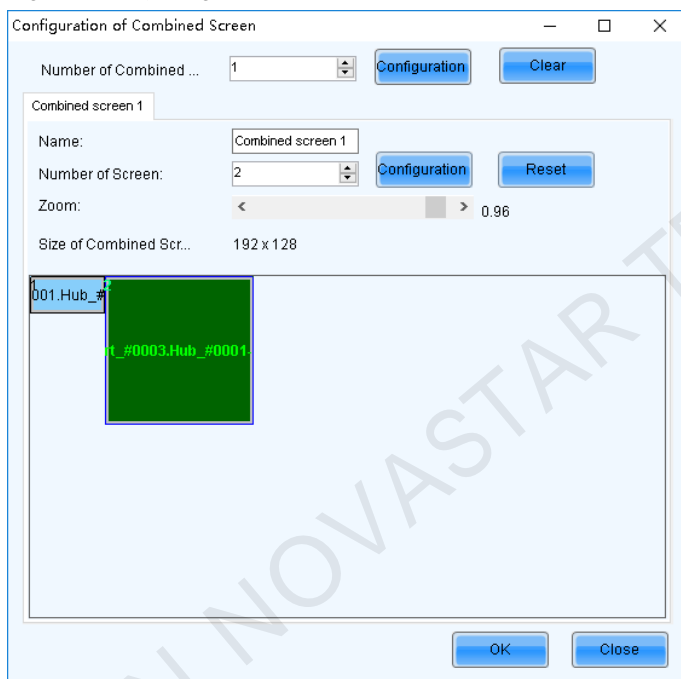 Configuration of Combined Screen
Number of Combined ... 1 Configuration Clear
Combined screen 1
Name: Combined screen 1
Number of Screen: 2 Configuration Reset
Zoom: 0.96
Size of Combined Scr... 192 x 128
1 2
001.Hub_#
rt_#0003.Hub_#0001-
NOVASTAR
OK Close